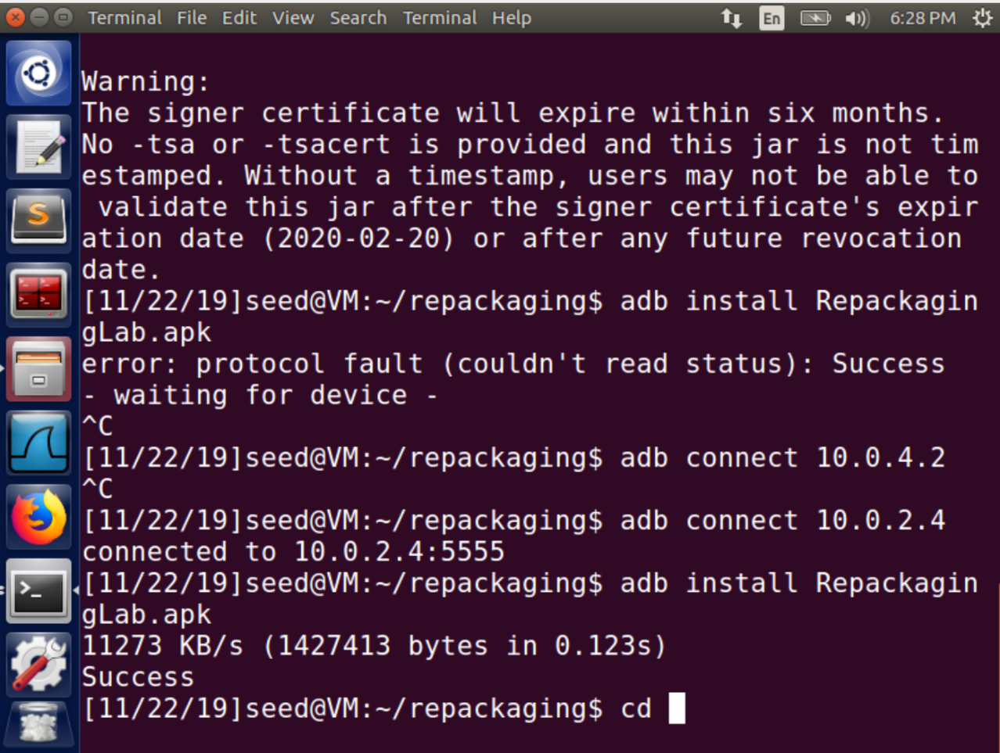 Terminal File Edit View Search Terminal Help En 6:28 PM
Warning:
The signer certificate will expire within six months.
No -tsa or -tsacert is provided and this jar is not tim
estamped. Without a timestamp, users may not be able to
 validate this jar after the signer certificate's expir
ation date (2020-02-20) or after any future revocation
date.
[11/22/19]seed@VM:~/repackaging$ adb install Repackagin
gLab.apk
error: protocol fault (couldn't read status): Success
- waiting for device -
^C
[11/22/19]seed@VM:~/repackaging$ adb connect 10.0.4.2
^C
[11/22/19]seed@VM:~/repackaging$ adb connect 10.0.2.4
connected to 10.0.2.4:5555
[11/22/19]seed@VM:~/repackaging$ adb install Repackagin
gLab.apk
11273 KB/s (1427413 bytes in 0.123s)
Success
[11/22/19]seed@VM:~/repackaging$ cd